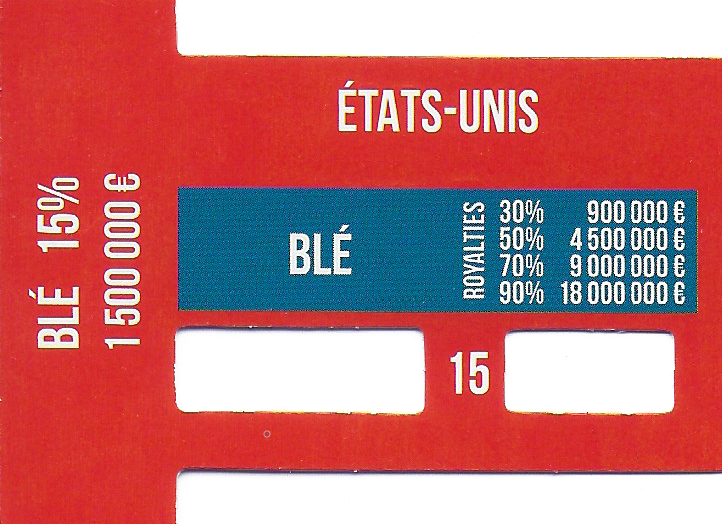 ÉTATS-UNIS
BLÉ 15%
1 500 000 €
BLÉ
ROYALTIES
30% 900 000 €
50% 4 500 000 €
70% 9 000 000 €
90% 18 000 000 €
15